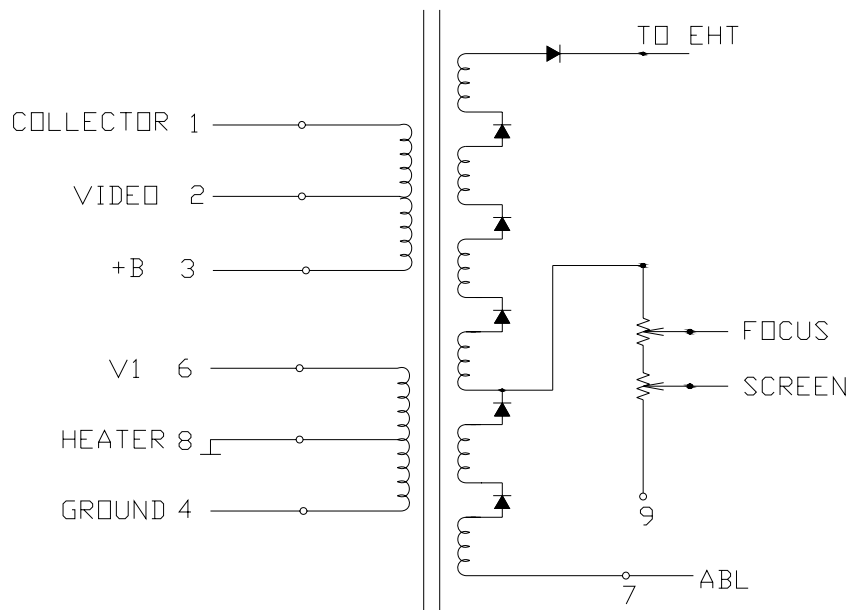 TO EHT
COLLECTOR 1
VIDEO 2
+B 3
FOCUS
V1 6
SCREEN
HEATER 8
GROUND 4
9
ABL
7